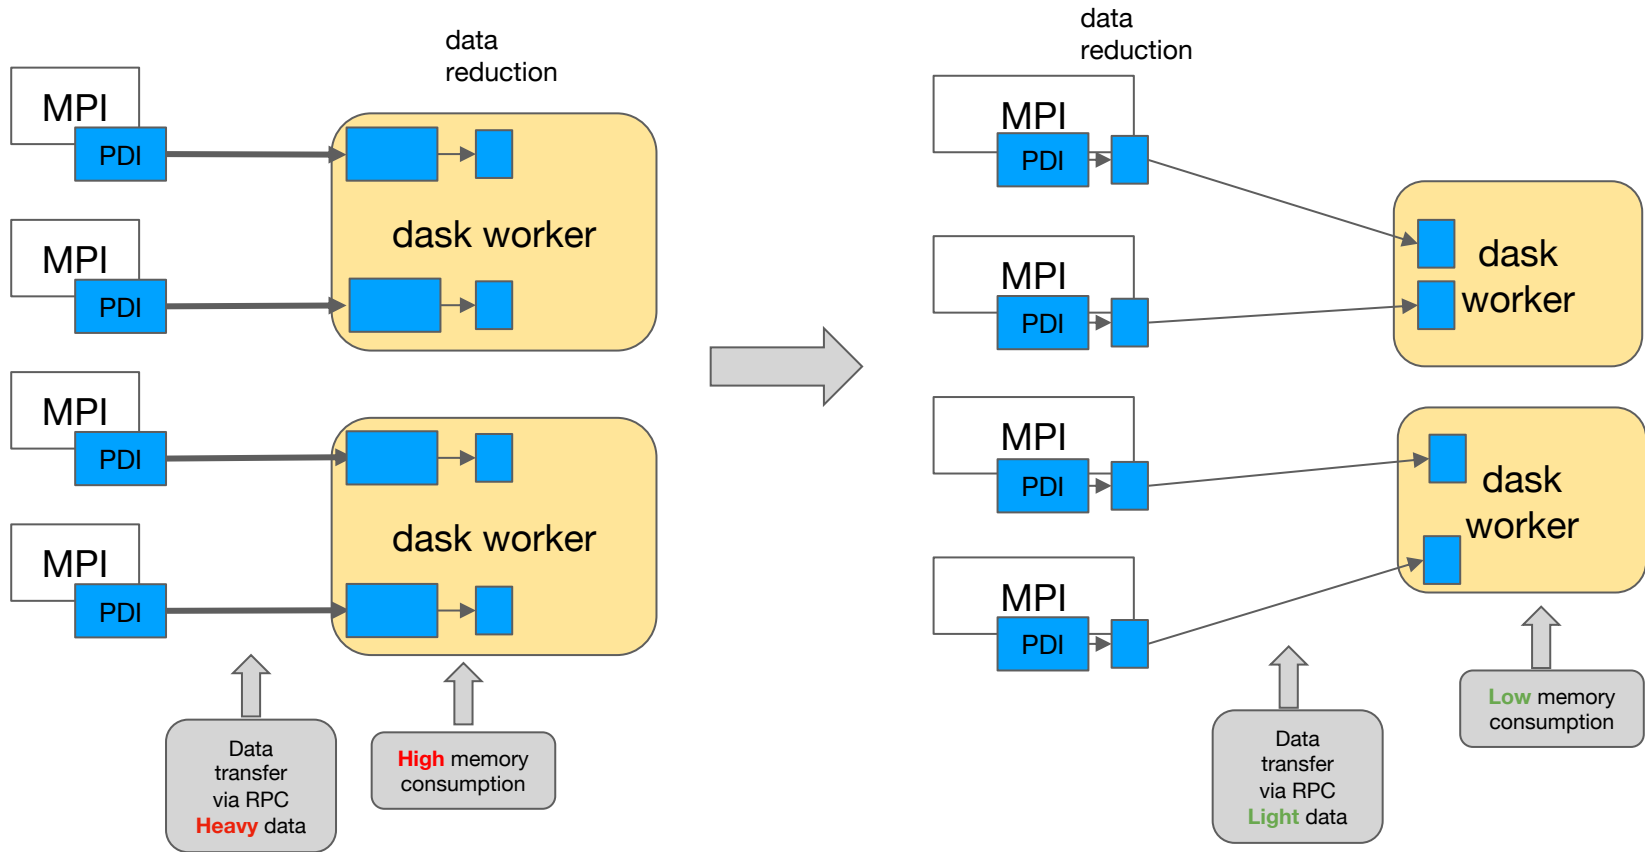 data
reduction
MPI
PDI
MPI
PDI
dask worker
MPI
PDI
MPI
PDI
dask worker
Data
transfer
via RPC
Heavy data
High memory
consumption
data
reduction
MPI
PDI
MPI
PDI
dask
worker
MPI
PDI
MPI
PDI
dask
worker
Data
transfer
via RPC
Light data
Low memory
consumption